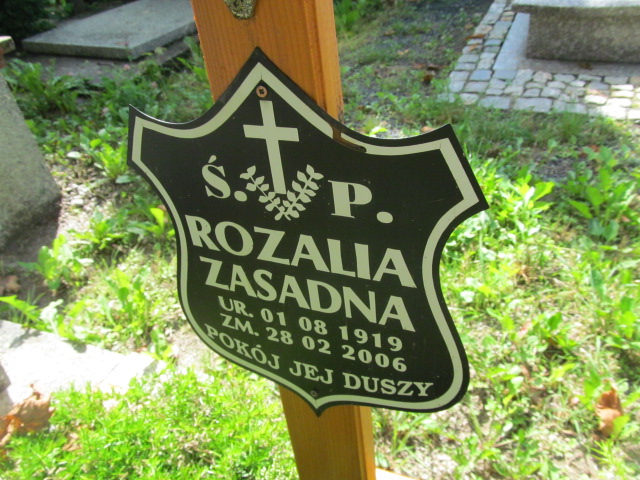 Ś. P.
ROZALIA
ZASADNA
UR. 01 08 1919
ZM. 28 02 2006
POKÓJ JEJ DUSZY